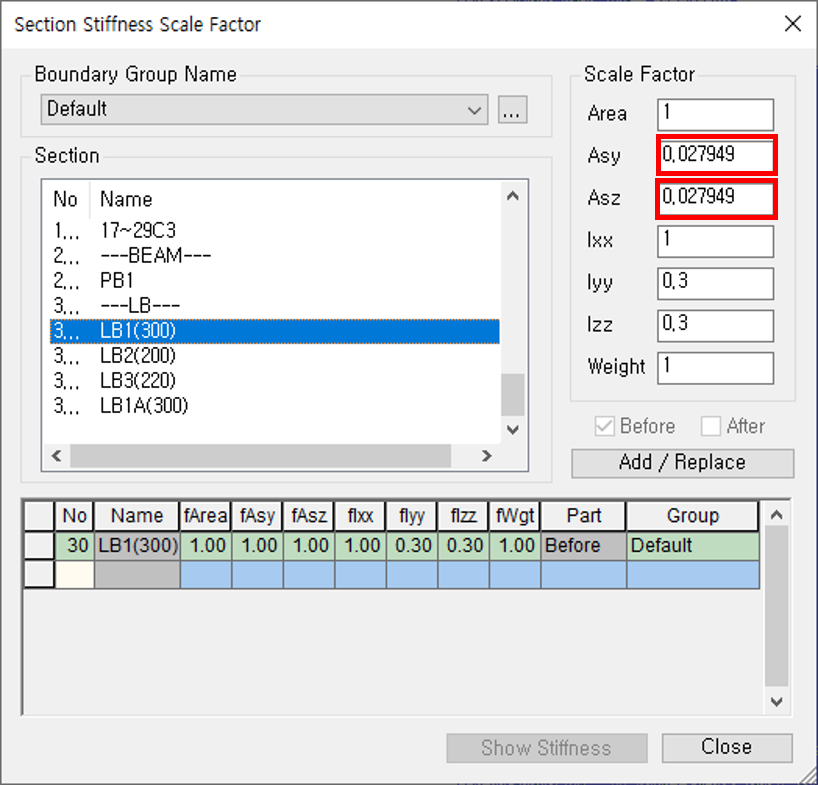 Section Stiffness Scale Factor
Boundary Group Name
Default
...
Section
No Name
1... 17~29C3
2... ---BEAM---
2... PB1
3... ---LB---
3... LB1(300)
3... LB2(200)
3... LB3(220)
3... LB1A(300)
Scale Factor
Area 1
Asy 0.027949
Asz 0.027949
Ixx 1
Iyy 0.3
Izz 0.3
Weight 1
Before After
Add / Replace
No Name fArea fAsy fAsz fIxx fIyy fIzz fWgt Part Group
30 LB1(300) 1.00 1.00 1.00 1.00 0.30 0.30 1.00 Before Default
Show Stiffness Close